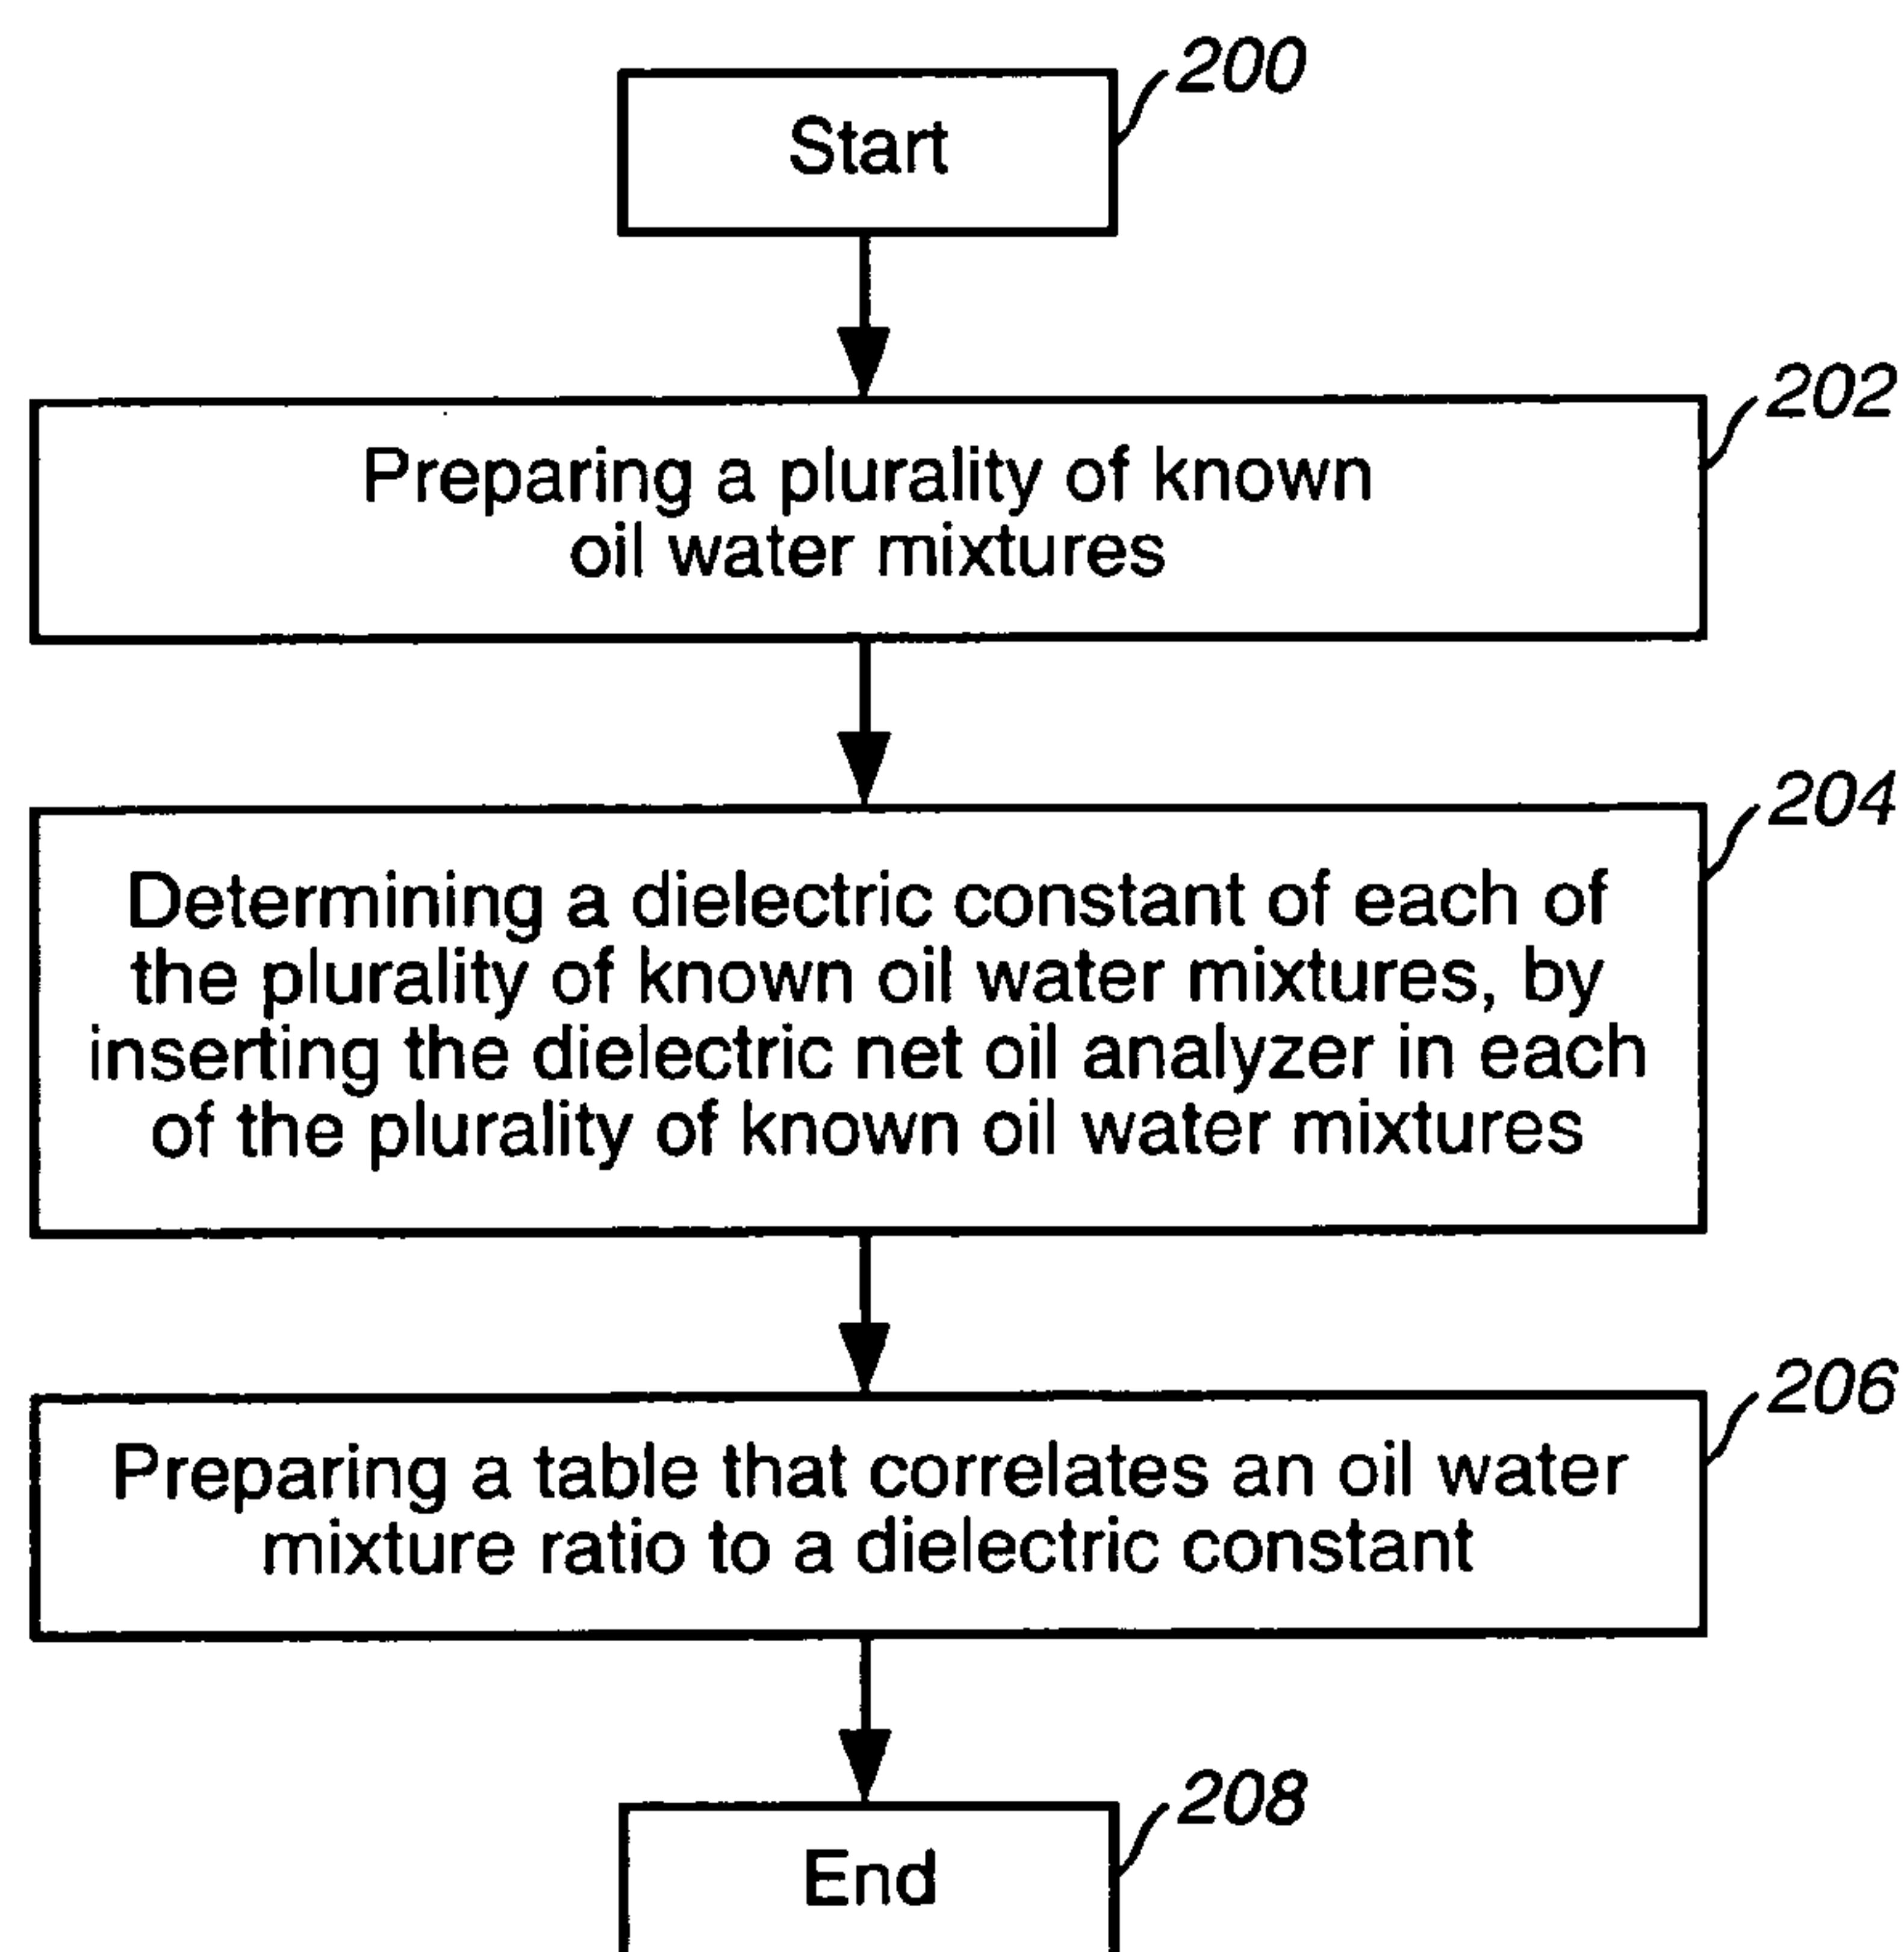 200
Start
202
Preparing a plurality of known
oil water mixtures
204
Determining a dielectric constant of each of
the plurality of known oil water mixtures, by
inserting the dielectric net oil analyzer in each
of the plurality of known oil water mixtures
206
Preparing a table that correlates an oil water
mixture ratio to a dielectric constant
208
End